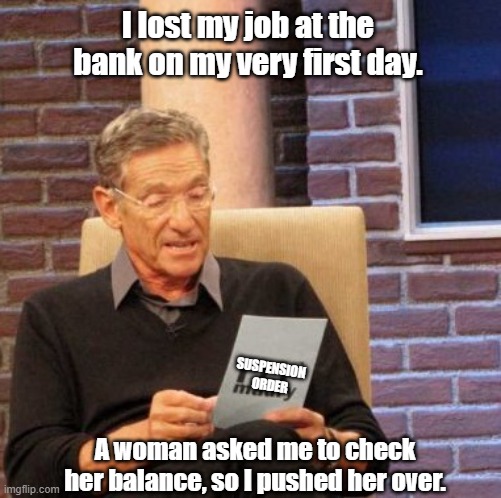 I lost my job at the
bank on my very first day.
SUSPENSION
ORDER
A woman asked me to check
her balance, so I pushed her over.
imgflip.com